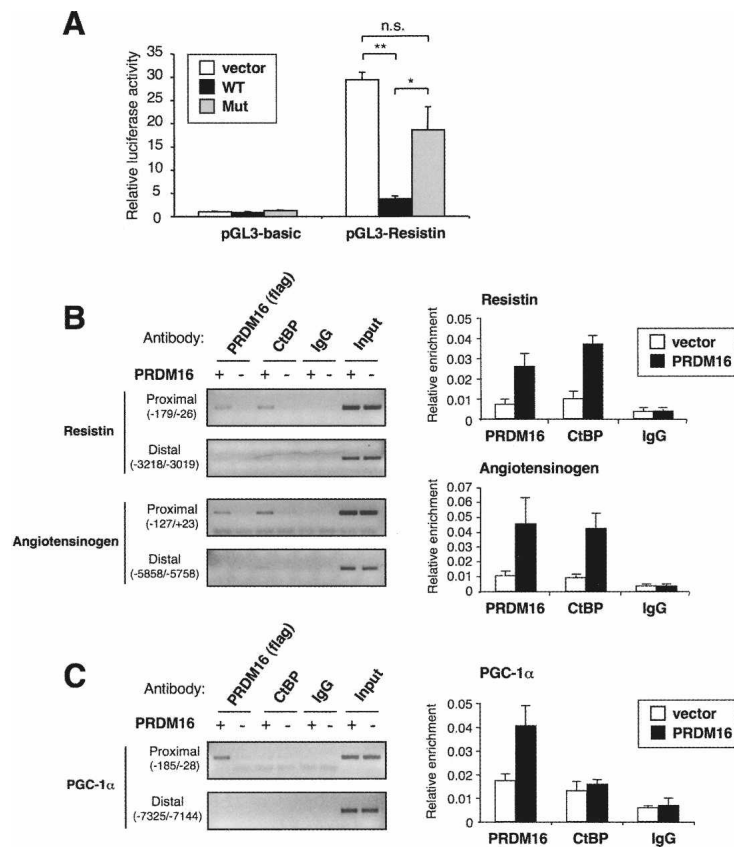 A
Relative luciferase activity
35
30
25
20
15
10
5
0
vector
WT
Mut
n.s.
**
*
pGL3-basic
pGL3-Resistin
B
Antibody:
PRDM16 (flag)
CtBP
IgG
Input
PRDM16
+ - + - + - + -
Resistin
Proximal
(-179/-26)
Distal
(-3218/-3019)
Angiotensinogen
Proximal
(-127/+23)
Distal
(-5858/-5758)
Resistin
Relative enrichment
0.05
0.04
0.03
0.02
0.01
0
vector
PRDM16
PRDM16 CtBP IgG
Angiotensinogen
Relative enrichment
0.07
0.06
0.05
0.04
0.03
0.02
0.01
0
PRDM16 CtBP IgG
C
Antibody:
PRDM16 (flag)
CtBP
IgG
Input
PRDM16
+ - + - + - + -
PGC-1α
Proximal
(-185/-28)
Distal
(-7325/-7144)
PGC-1α
Relative enrichment
0.05
0.04
0.03
0.02
0.01
0.00
vector
PRDM16
PRDM16 CtBP IgG